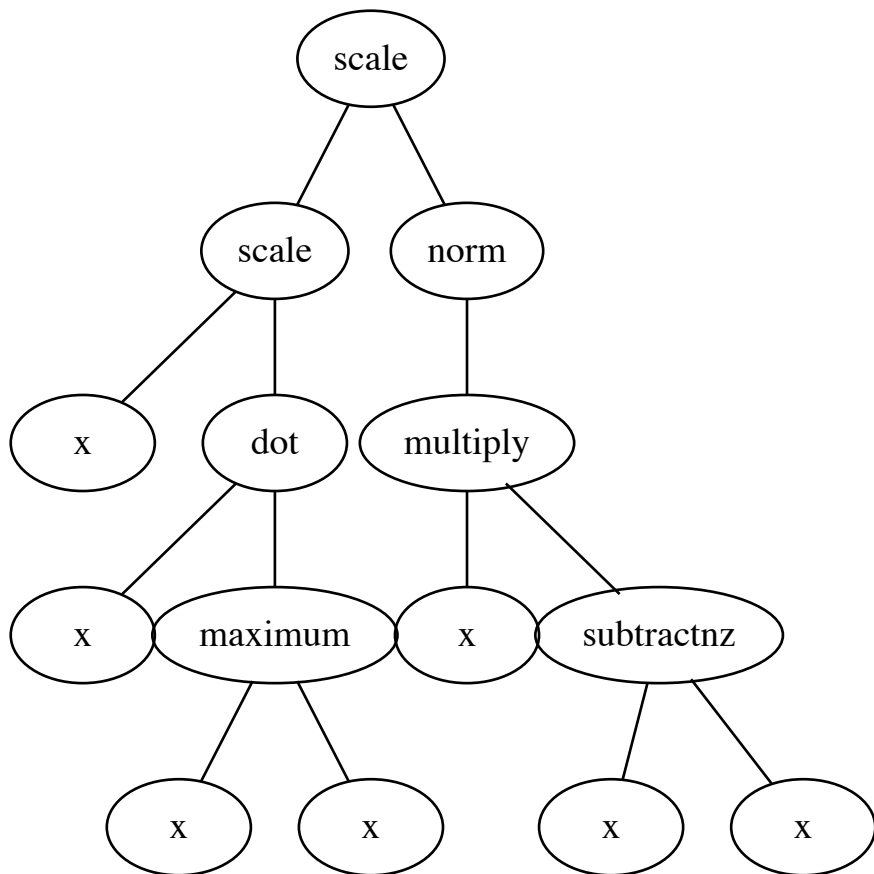 scale
scale norm
x dot multiply
x maximum x subtractnz
x x x x